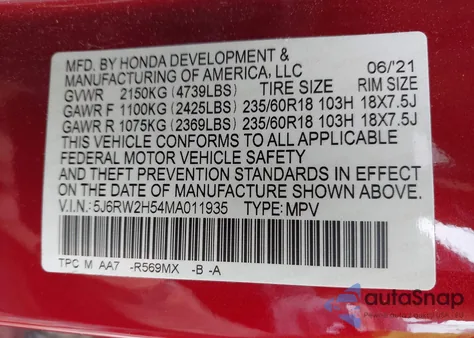 MFD. BY HONDA DEVELOPMENT &
MANUFACTURING OF AMERICA, LLC 06/'21
GVWR 2150KG (4739LBS) TIRE SIZE RIM SIZE
GAWR F 1100KG (2425LBS) 235/60R18 103H 18X7.5J
GAWR R 1075KG (2369LBS) 235/60R18 103H 18X7.5J
THIS VEHICLE CONFORMS TO ALL APPLICABLE
FEDERAL MOTOR VEHICLE SAFETY
AND THEFT PREVENTION STANDARDS IN EFFECT
ON THE DATE OF MANUFACTURE SHOWN ABOVE.
V.I.N.: 5J6RW2H54MA011935 TYPE: MPV
TPC M AA7 -R569MX -B -A
autoSnap